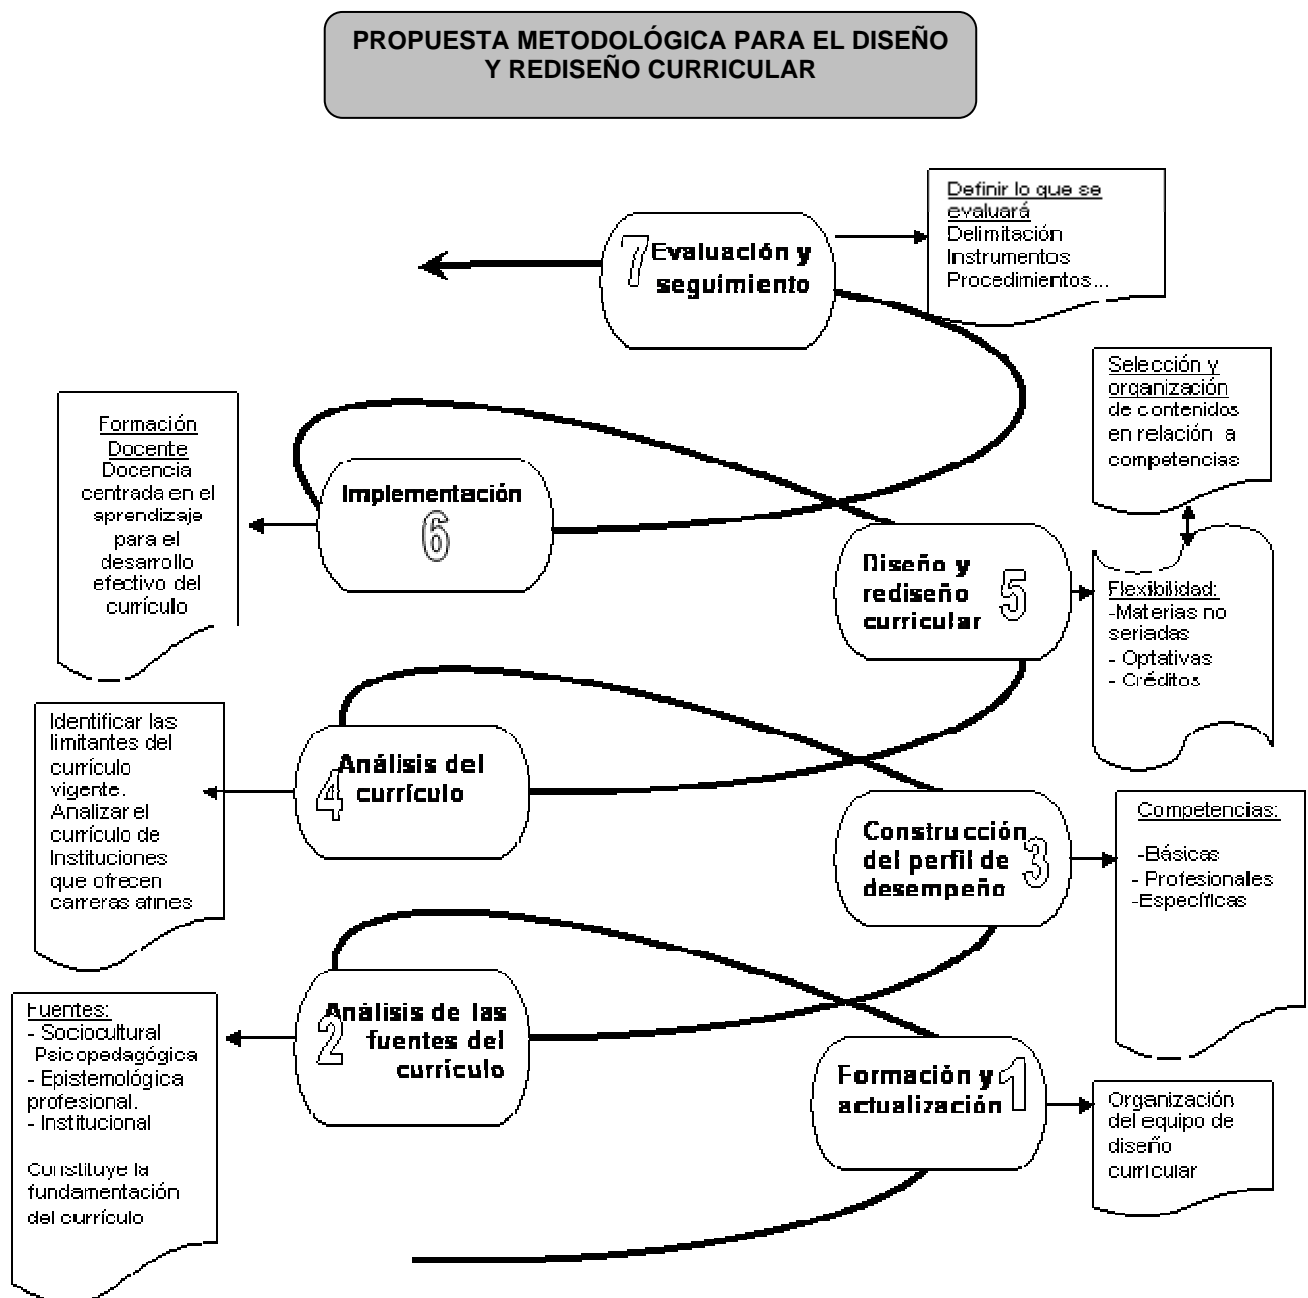 PROPUESTA METODOLÓGICA PARA EL DISEÑO
Y REDISEÑO CURRICULAR
Definir lo que se
evaluará
Delimitación
Instrumentos
Procedimientos...
7 Evaluación y
seguimiento
Selección y
organización
de contenidos
en relación a
competencias
Formación
Docente
Docencia
centrada en el
aprendizaje
para el
desarrollo
efectivo del
currículo
Implementación
6
Diseño y
rediseño
curricular
5
Flexibilidad:
-Materias no
seriadas
- Optativas
- Créditos
Identificar las
limitantes del
currículo
vigente.
Analizar el
currículo de
Instituciones
que ofrecen
carreras afines
Análisis del
4 currículo
Construcción
del perfil de
desempeño
3
Competencias:
-Básicas
- Profesionales
-Específicas
Fuentes:
- Sociocultural
Psicopedagógica
- Epistemológica
profesional.
- Institucional
Constituye la
fundamentación
del currículo
Análisis de las
2 fuentes del
currículo
Formación y
actualización
1
Organización
del equipo de
diseño
curricular